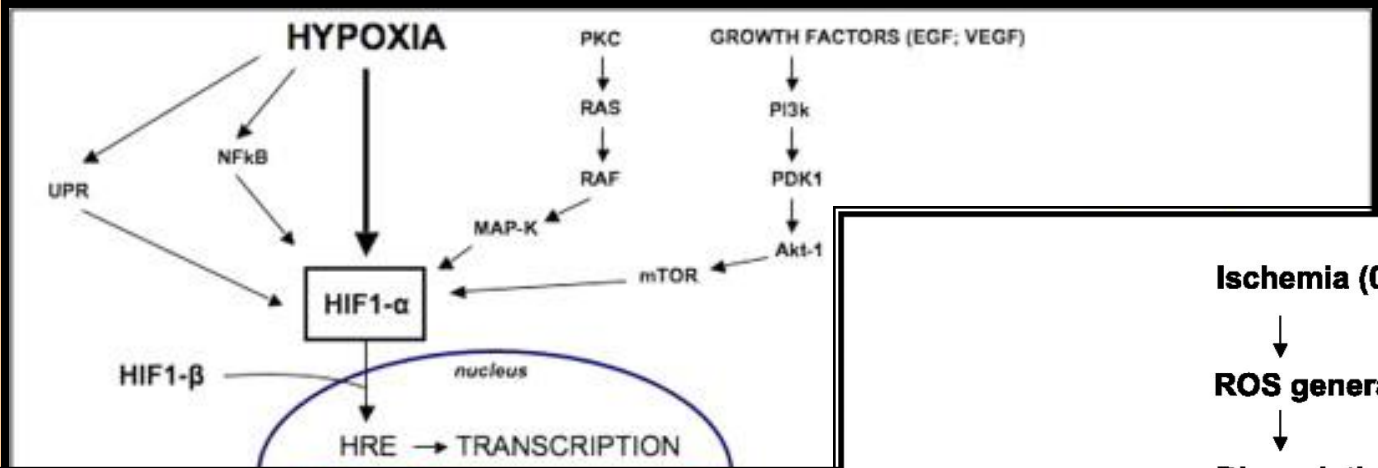 HYPOXIA
PKC
GROWTH FACTORS (EGF; VEGF)
RAS
PI3k
NFkB
UPR
RAF
PDK1
MAP-K
Akt-1
mTOR
HIF1-α
HIF1-β
nucleus
HRE TRANSCRIPTION
Ischemia
ROS